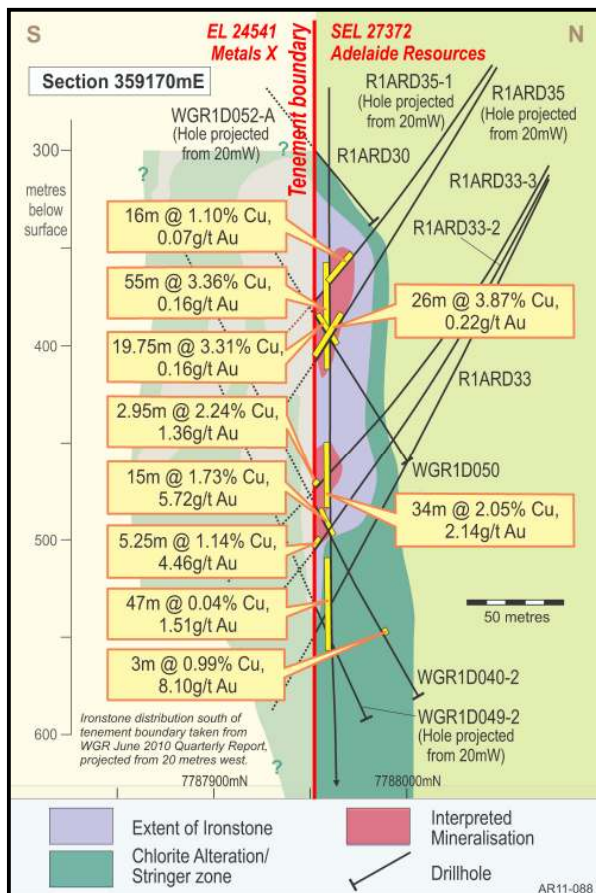 S
EL 24541
Metals X
SEL 27372
Adelaide Resources
N
Section 359170mE
Tenement boundary
R1ARD35-1
(Hole projected
from 20mW)
R1ARD35
(Hole projected
from 20mW)
WGR1D052-A
(Hole projected
from 20mW)
R1ARD30
R1ARD33-3
R1ARD33-2
R1ARD33
300
metres
below
surface
400
500
600
?
?
?
16m @ 1.10% Cu,
0.07g/t Au
55m @ 3.36% Cu,
0.16g/t Au
26m @ 3.87% Cu,
0.22g/t Au
19.75m @ 3.31% Cu,
0.16g/t Au
2.95m @ 2.24% Cu,
1.36g/t Au
WGR1D050
15m @ 1.73% Cu,
5.72g/t Au
34m @ 2.05% Cu,
2.14g/t Au
5.25m @ 1.14% Cu,
4.46g/t Au
47m @ 0.04% Cu,
1.51g/t Au
50 metres
3m @ 0.99% Cu,
8.10g/t Au
WGR1D040-2
WGR1D049-2
(Hole projected
from 20mW)
Ironstone distribution south of
tenement boundary taken from
WGR June 2010 Quarterly Report,
projected from 20 metres west.
7787900mN
7788000mN
Extent of Ironstone
Chlorite Alteration/
Stringer zone
Interpreted
Mineralisation
Drillhole
AR11-088